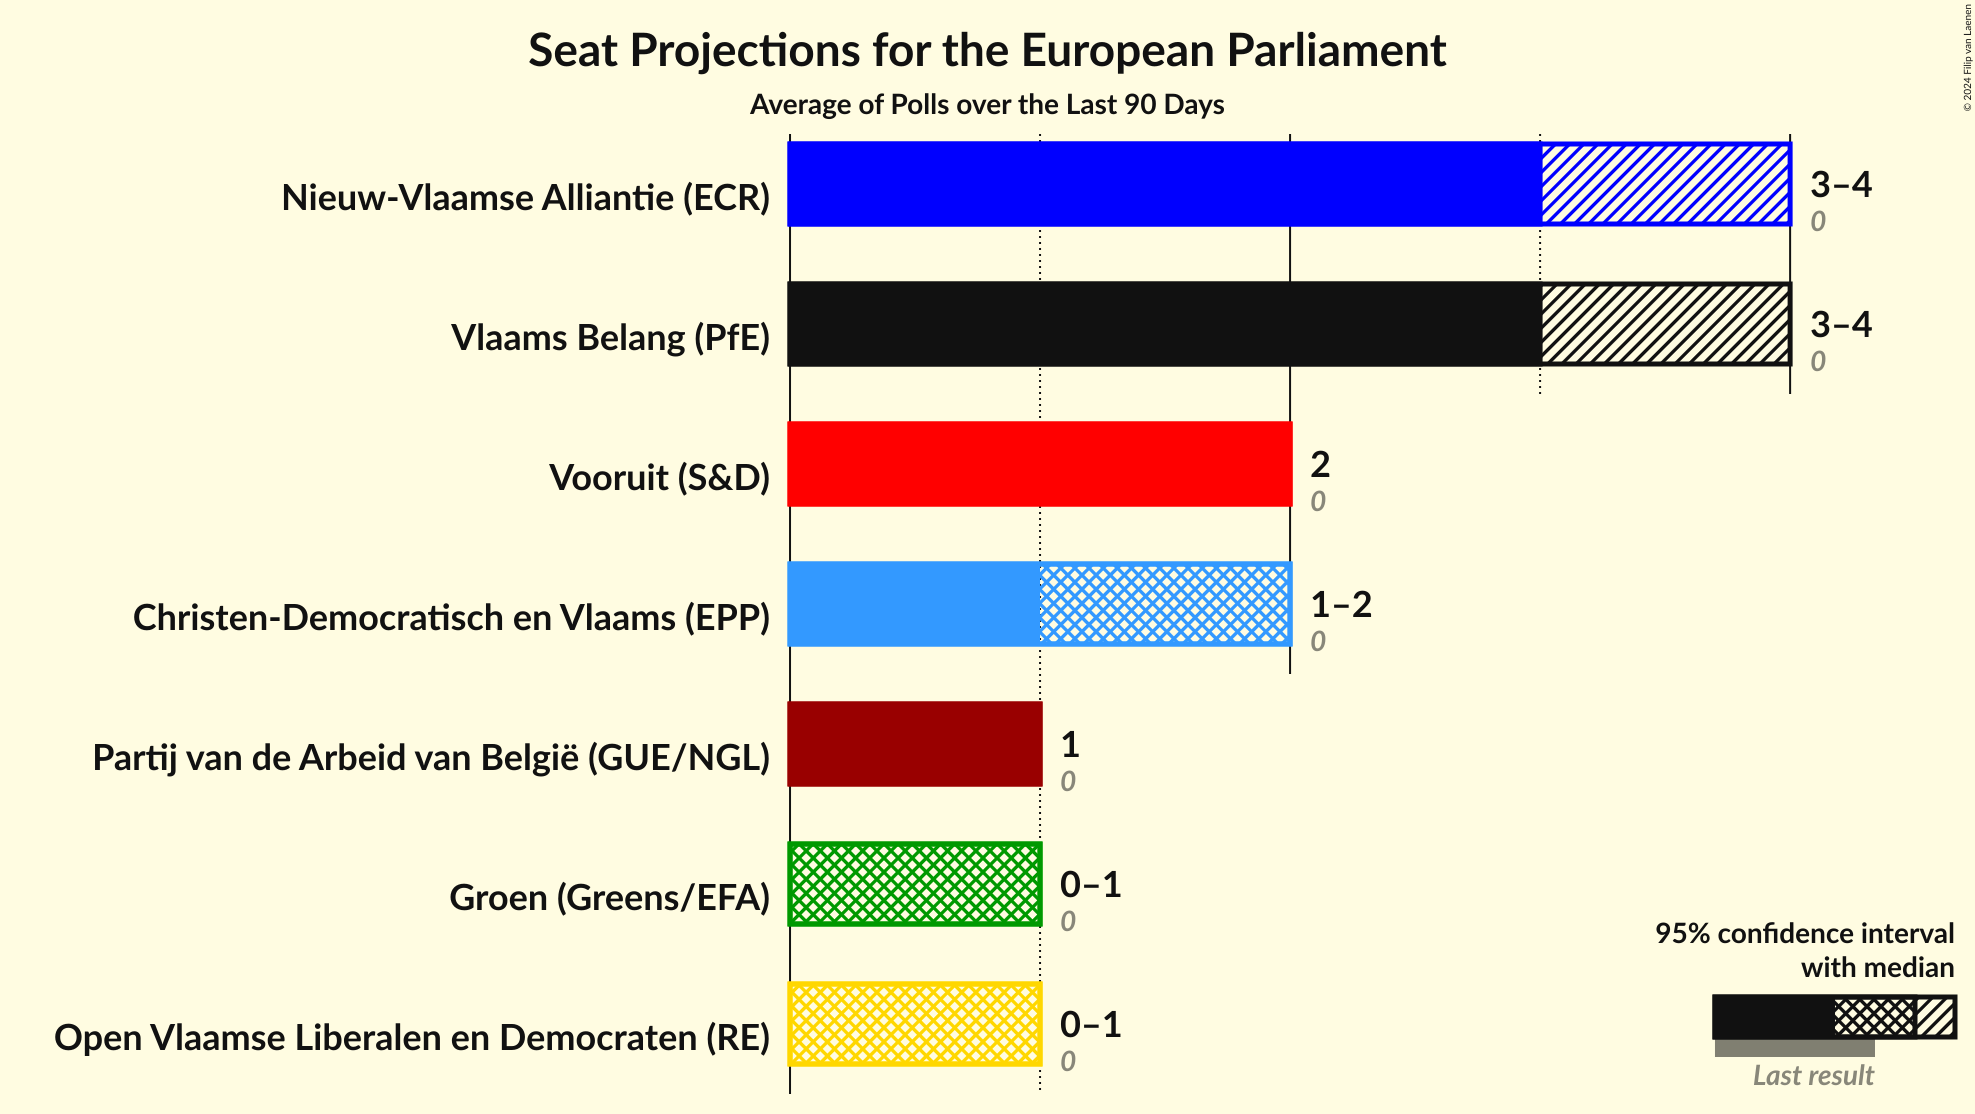 Seat Projections for the European Parliament
Average of Polls over the Last 90 Days
© 2024 Filip van Laenen
Nieuw-Vlaamse Alliantie (ECR)
3–4
0
Vlaams Belang (PfE)
3–4
0
Vooruit (S&D)
2
0
Christen-Democratisch en Vlaams (EPP)
1–2
0
Partij van de Arbeid van België (GUE/NGL)
1
0
Groen (Greens/EFA)
0–1
0
Open Vlaamse Liberalen en Democraten (RE)
0–1
0
95% confidence interval
with median
Last result